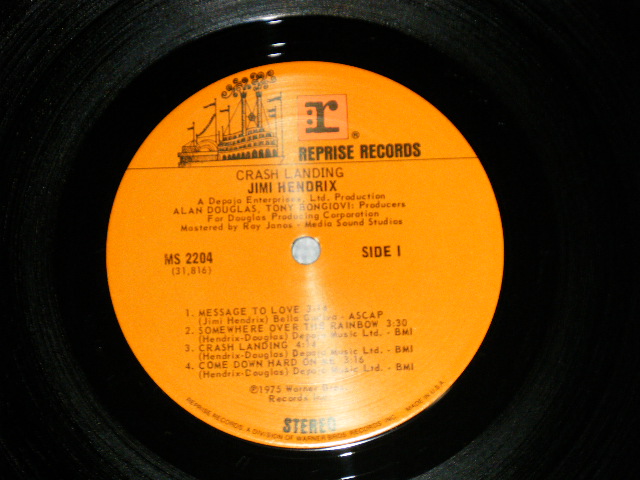 r
®
REPRISE RECORDS
CRASH LANDING
JIMI HENDRIX
A Depaja Enterprises, Ltd. Production
ALAN DOUGLAS, TONY BONGIOVI: Producers
For Douglas Producing Corporation
Mastered by Ray Janos - Media Sound Studios
MS 2204
SIDE 1
(31,816)
1. MESSAGE TO LOVE
(Jimi Hendrix) Bella Godiva - ASCAP
2. SOMEWHERE OVER THE RAINBOW 3:30
(Hendrix-Douglas) Depaja Music Ltd. - BMI
3. CRASH LANDING 4:14
(Hendrix-Douglas) Depaja Music Ltd. - BMI
4. COME DOWN HARD ON ME 3:16
(Hendrix-Douglas) Depaja Music Ltd. - BMI
℗1975 Warner Bros.
Records Inc.
STEREO
REPRISE RECORDS, A DIVISION OF WARNER BROS. RECORDS INC. MADE IN U.S.A.